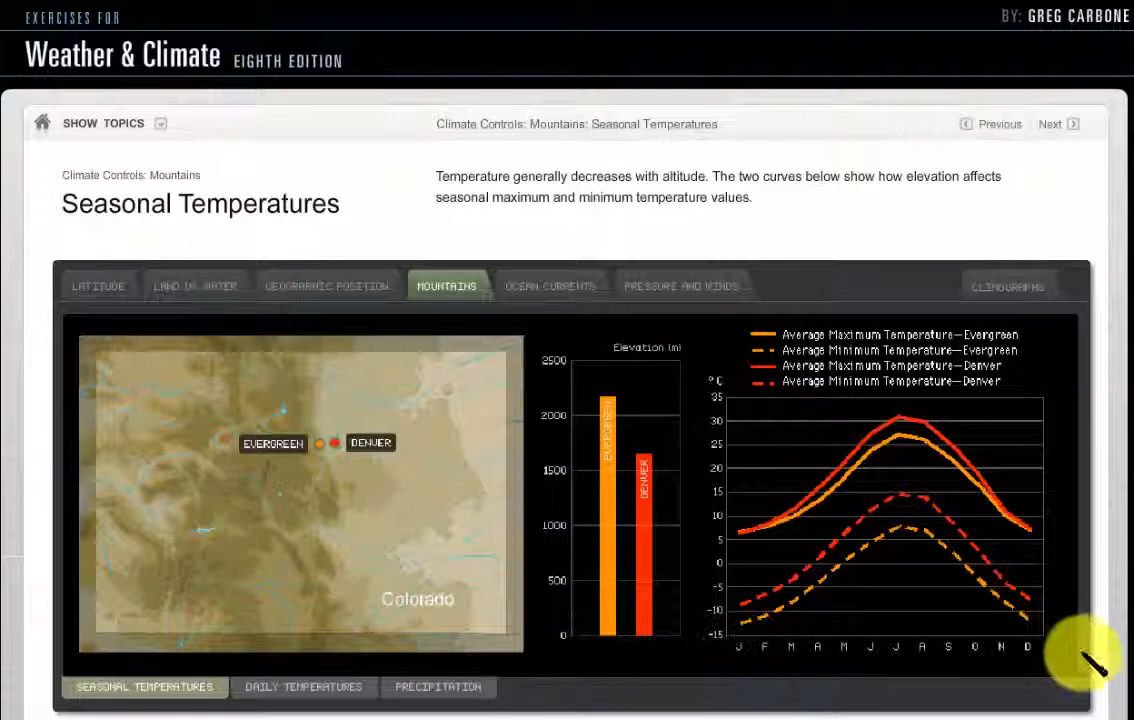 EXERCISES FOR
BY: GREG CARBONE
Weather & Climate EIGHTH EDITION
SHOW TOPICS
Climate Controls: Mountains: Seasonal Temperatures
Previous
Next
Climate Controls: Mountains
Seasonal Temperatures
Temperature generally decreases with altitude. The two curves below show how elevation affects
seasonal maximum and minimum temperature values.
LATITUDE
LAND VS. WATER
GEOGRAPHIC POSITION
MOUNTAINS
OCEAN CURRENTS
PRESSURE AND WINDS
CLIMOGRAPHS
EVERGREEN
DENVER
Colorado
Elevation (m)
2500
2000
1500
1000
500
0
EVERGREEN
DENVER
Average Maximum Temperature—Evergreen
Average Minimum Temperature—Evergreen
Average Maximum Temperature—Denver
Average Minimum Temperature—Denver
°C
35
30
25
20
15
10
5
0
-5
-10
-15
J F M A M J J A S O N D
SEASONAL TEMPERATURES
DAILY TEMPERATURES
PRECIPITATION